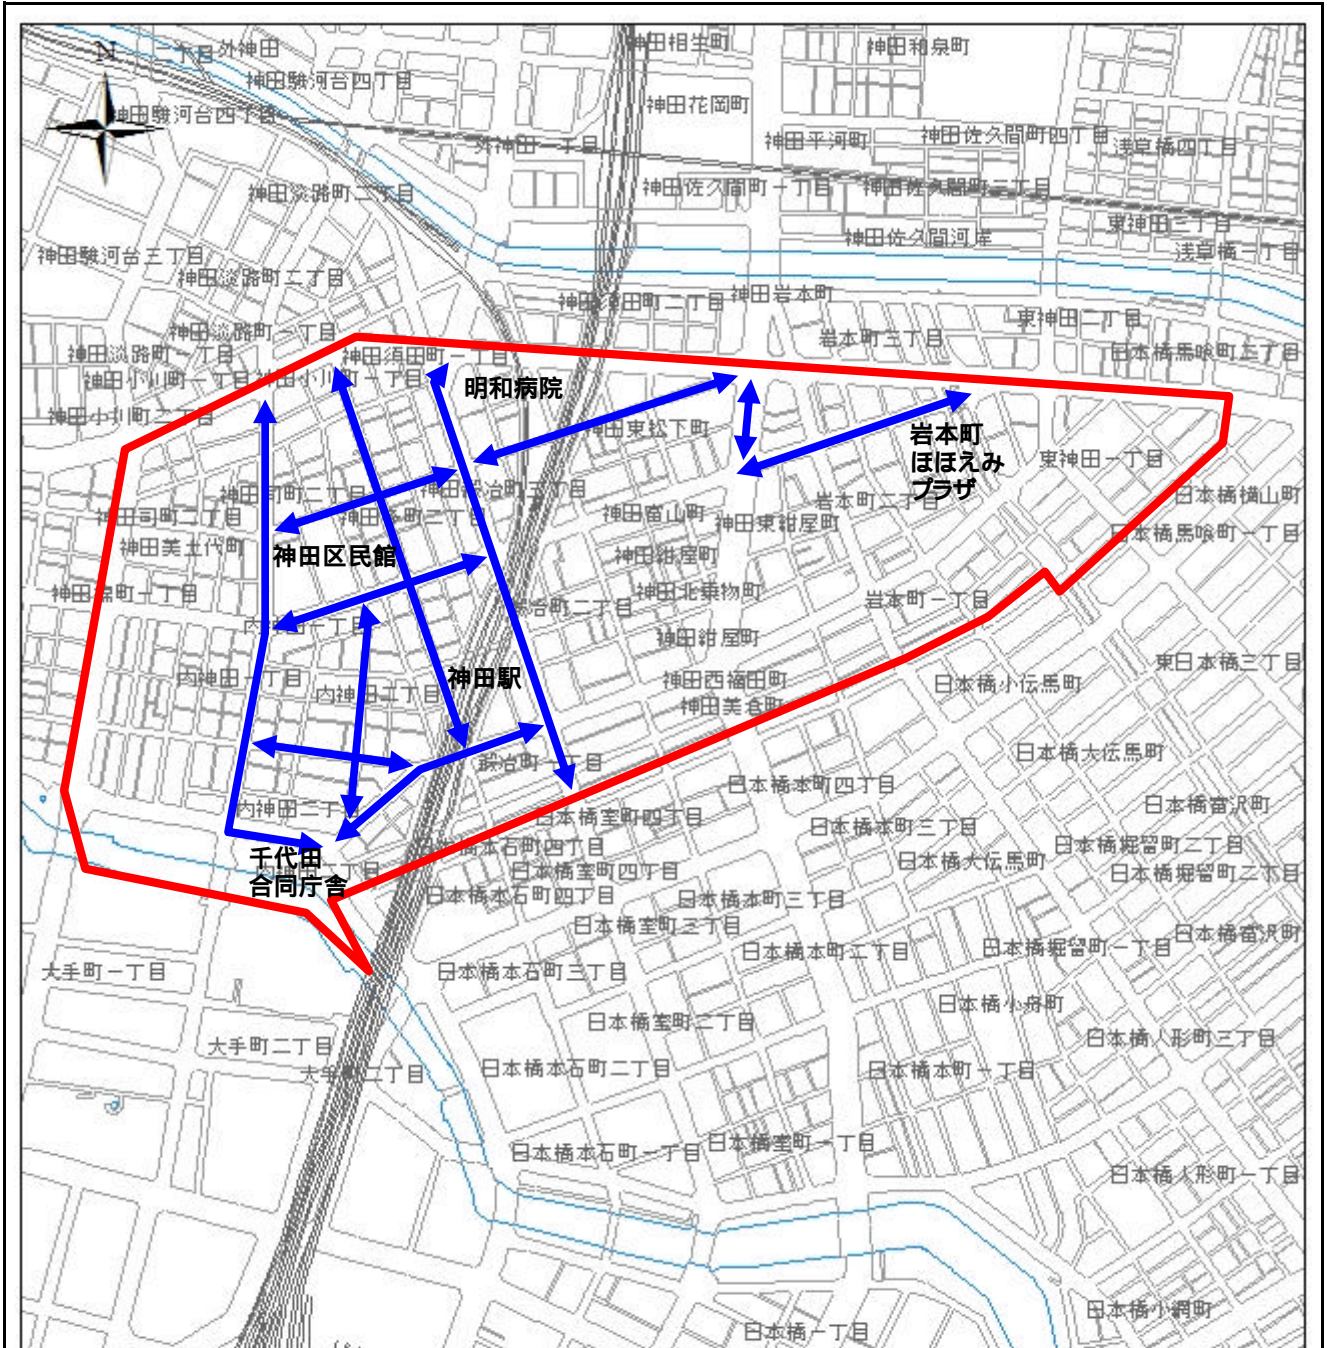 神田相生町
神田和泉町
外神田
N
神田駿河台四丁目
神田花岡町
神田駿河台四丁目
神田佐久間町四丁目
神田平河町
浅草橋四丁目
外神田一丁目
神田佐久間町一丁目
神田佐久間町二丁目
神田淡路町二丁目
東神田三丁目
神田佐久間河岸
神田駿河台三丁目
神田淡路町二丁目
神田岩本町
神田須田町二丁目
東神田二丁目
神田淡路町一丁目
岩本町三丁目
神田淡路町一丁目
神田須田町一丁目
神田小川町一丁目
神田小川町一丁目
明和病院
神田小川町二丁目
神田東松下町
岩本町
ほほえみ
プラザ
東神田一丁目
神田司町二丁目
神田鍛冶町三丁目
日本橋横山町
岩本町二丁目
神田富山町
神田司町二丁目
神田多町二丁目
神田東紺屋町
日本橋馬喰町一丁目
神田美土代町
神田区民館
神田紺屋町
神田北乗物町
岩本町一丁目
鍛冶町二丁目
神田紺屋町
東日本橋三丁目
内神田一丁目
神田駅
神田西福田町
日本橋小伝馬町
内神田二丁目
神田美倉町
日本橋大伝馬町
鍛冶町一丁目
日本橋本町四丁目
日本橋富沢町
内神田二丁目
日本橋室町四丁目
日本橋本町三丁目
日本橋堀留町二丁目
日本橋本石町四丁目
千代田
合同庁舎
日本橋大伝馬町
日本橋室町四丁目
日本橋堀留町二丁目
日本橋本石町四丁目
日本橋本町三丁目
日本橋室町三丁目
日本橋富沢町
日本橋本町二丁目
日本橋堀留町一丁目
大手町一丁目
日本橋本石町三丁目
日本橋小舟町
日本橋室町二丁目
日本橋人形町三丁目
大手町二丁目
大手町二丁目
日本橋本石町二丁目
日本橋本町一丁目
日本橋室町一丁目
日本橋本石町一丁目
日本橋人形町一丁目
日本橋小網町
日本橋一丁目